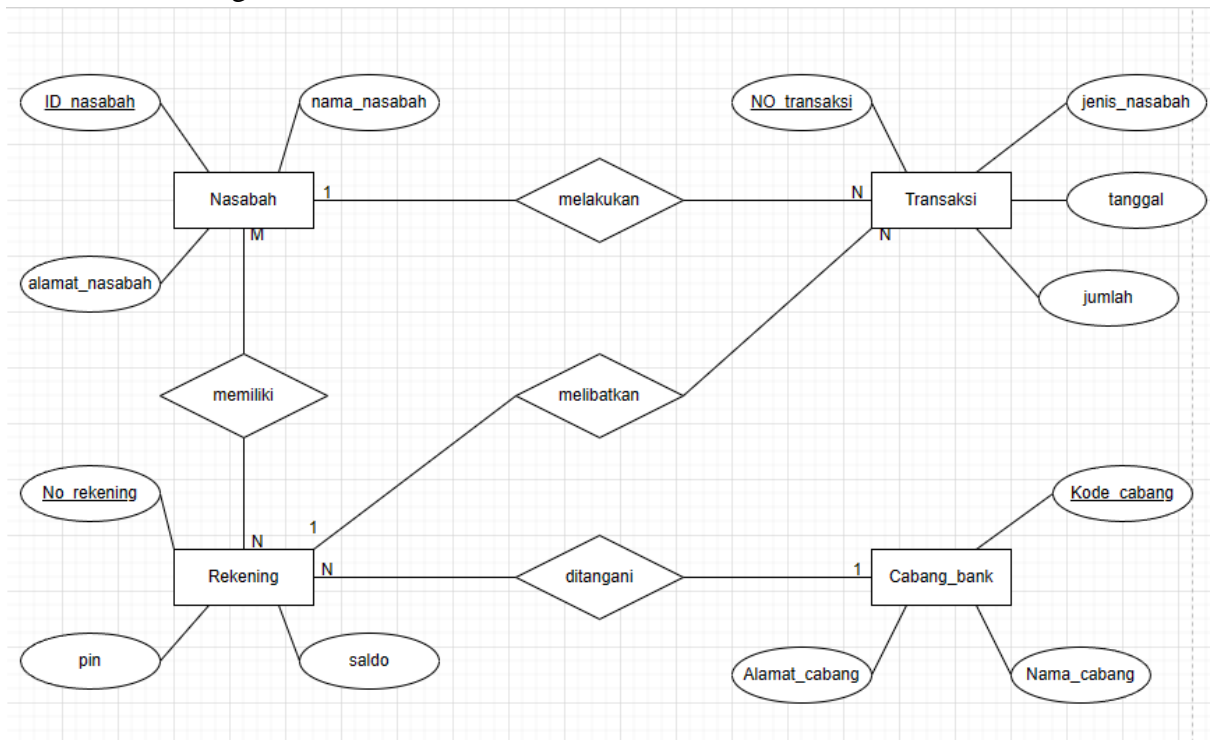 ID_nasabah
nama_nasabah
NO_transaksi
jenis_nasabah
Nasabah
1
melakukan
N
Transaksi
tanggal
M
N
alamat_nasabah
jumlah
memiliki
melibatkan
No_rekening
Kode_cabang
1
N
Rekening
N
ditangani
1
Cabang_bank
pin
saldo
Alamat_cabang
Nama_cabang